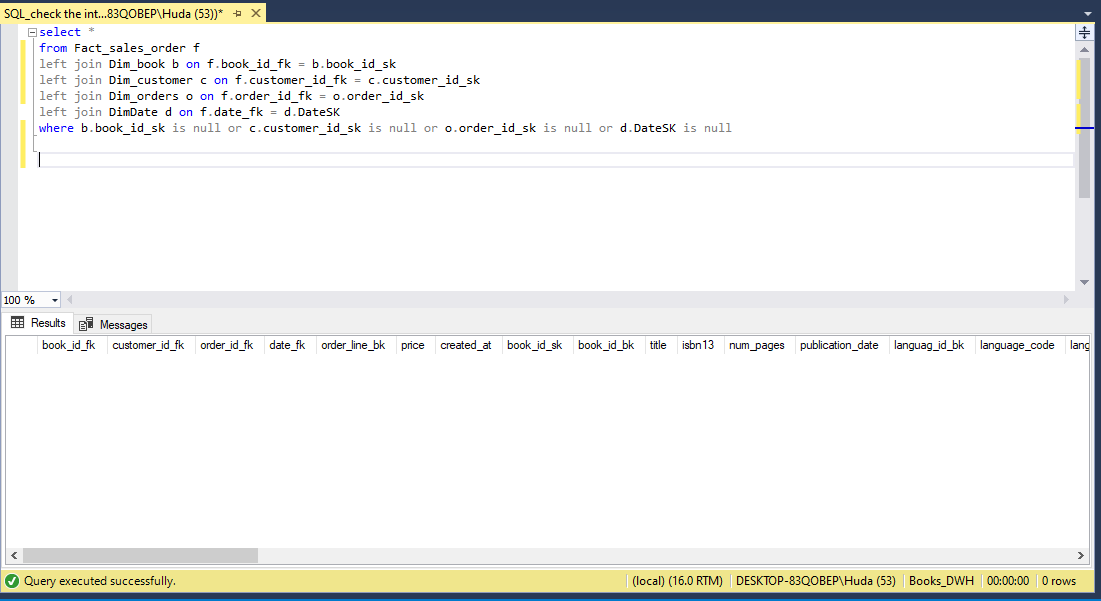 SQL_check the int...83QOBEP\Huda (53))*
select *
from Fact_sales_order f
left join Dim_book b on f.book_id_fk = b.book_id_sk
left join Dim_customer c on f.customer_id_fk = c.customer_id_sk
left join Dim_orders o on f.order_id_fk = o.order_id_sk
left join DimDate d on f.date_fk = d.DateSK
where b.book_id_sk is null or c.customer_id_sk is null or o.order_id_sk is null or d.DateSK is null
100 %
Results Messages
book_id_fk customer_id_fk order_id_fk date_fk order_line_bk price created_at book_id_sk book_id_bk title isbn13 num_pages publication_date languag_id_bk language_code lang
Query executed successfully. (local) (16.0 RTM) DESKTOP-83QOBEP\Huda (53) Books_DWH 00:00:00 0 rows